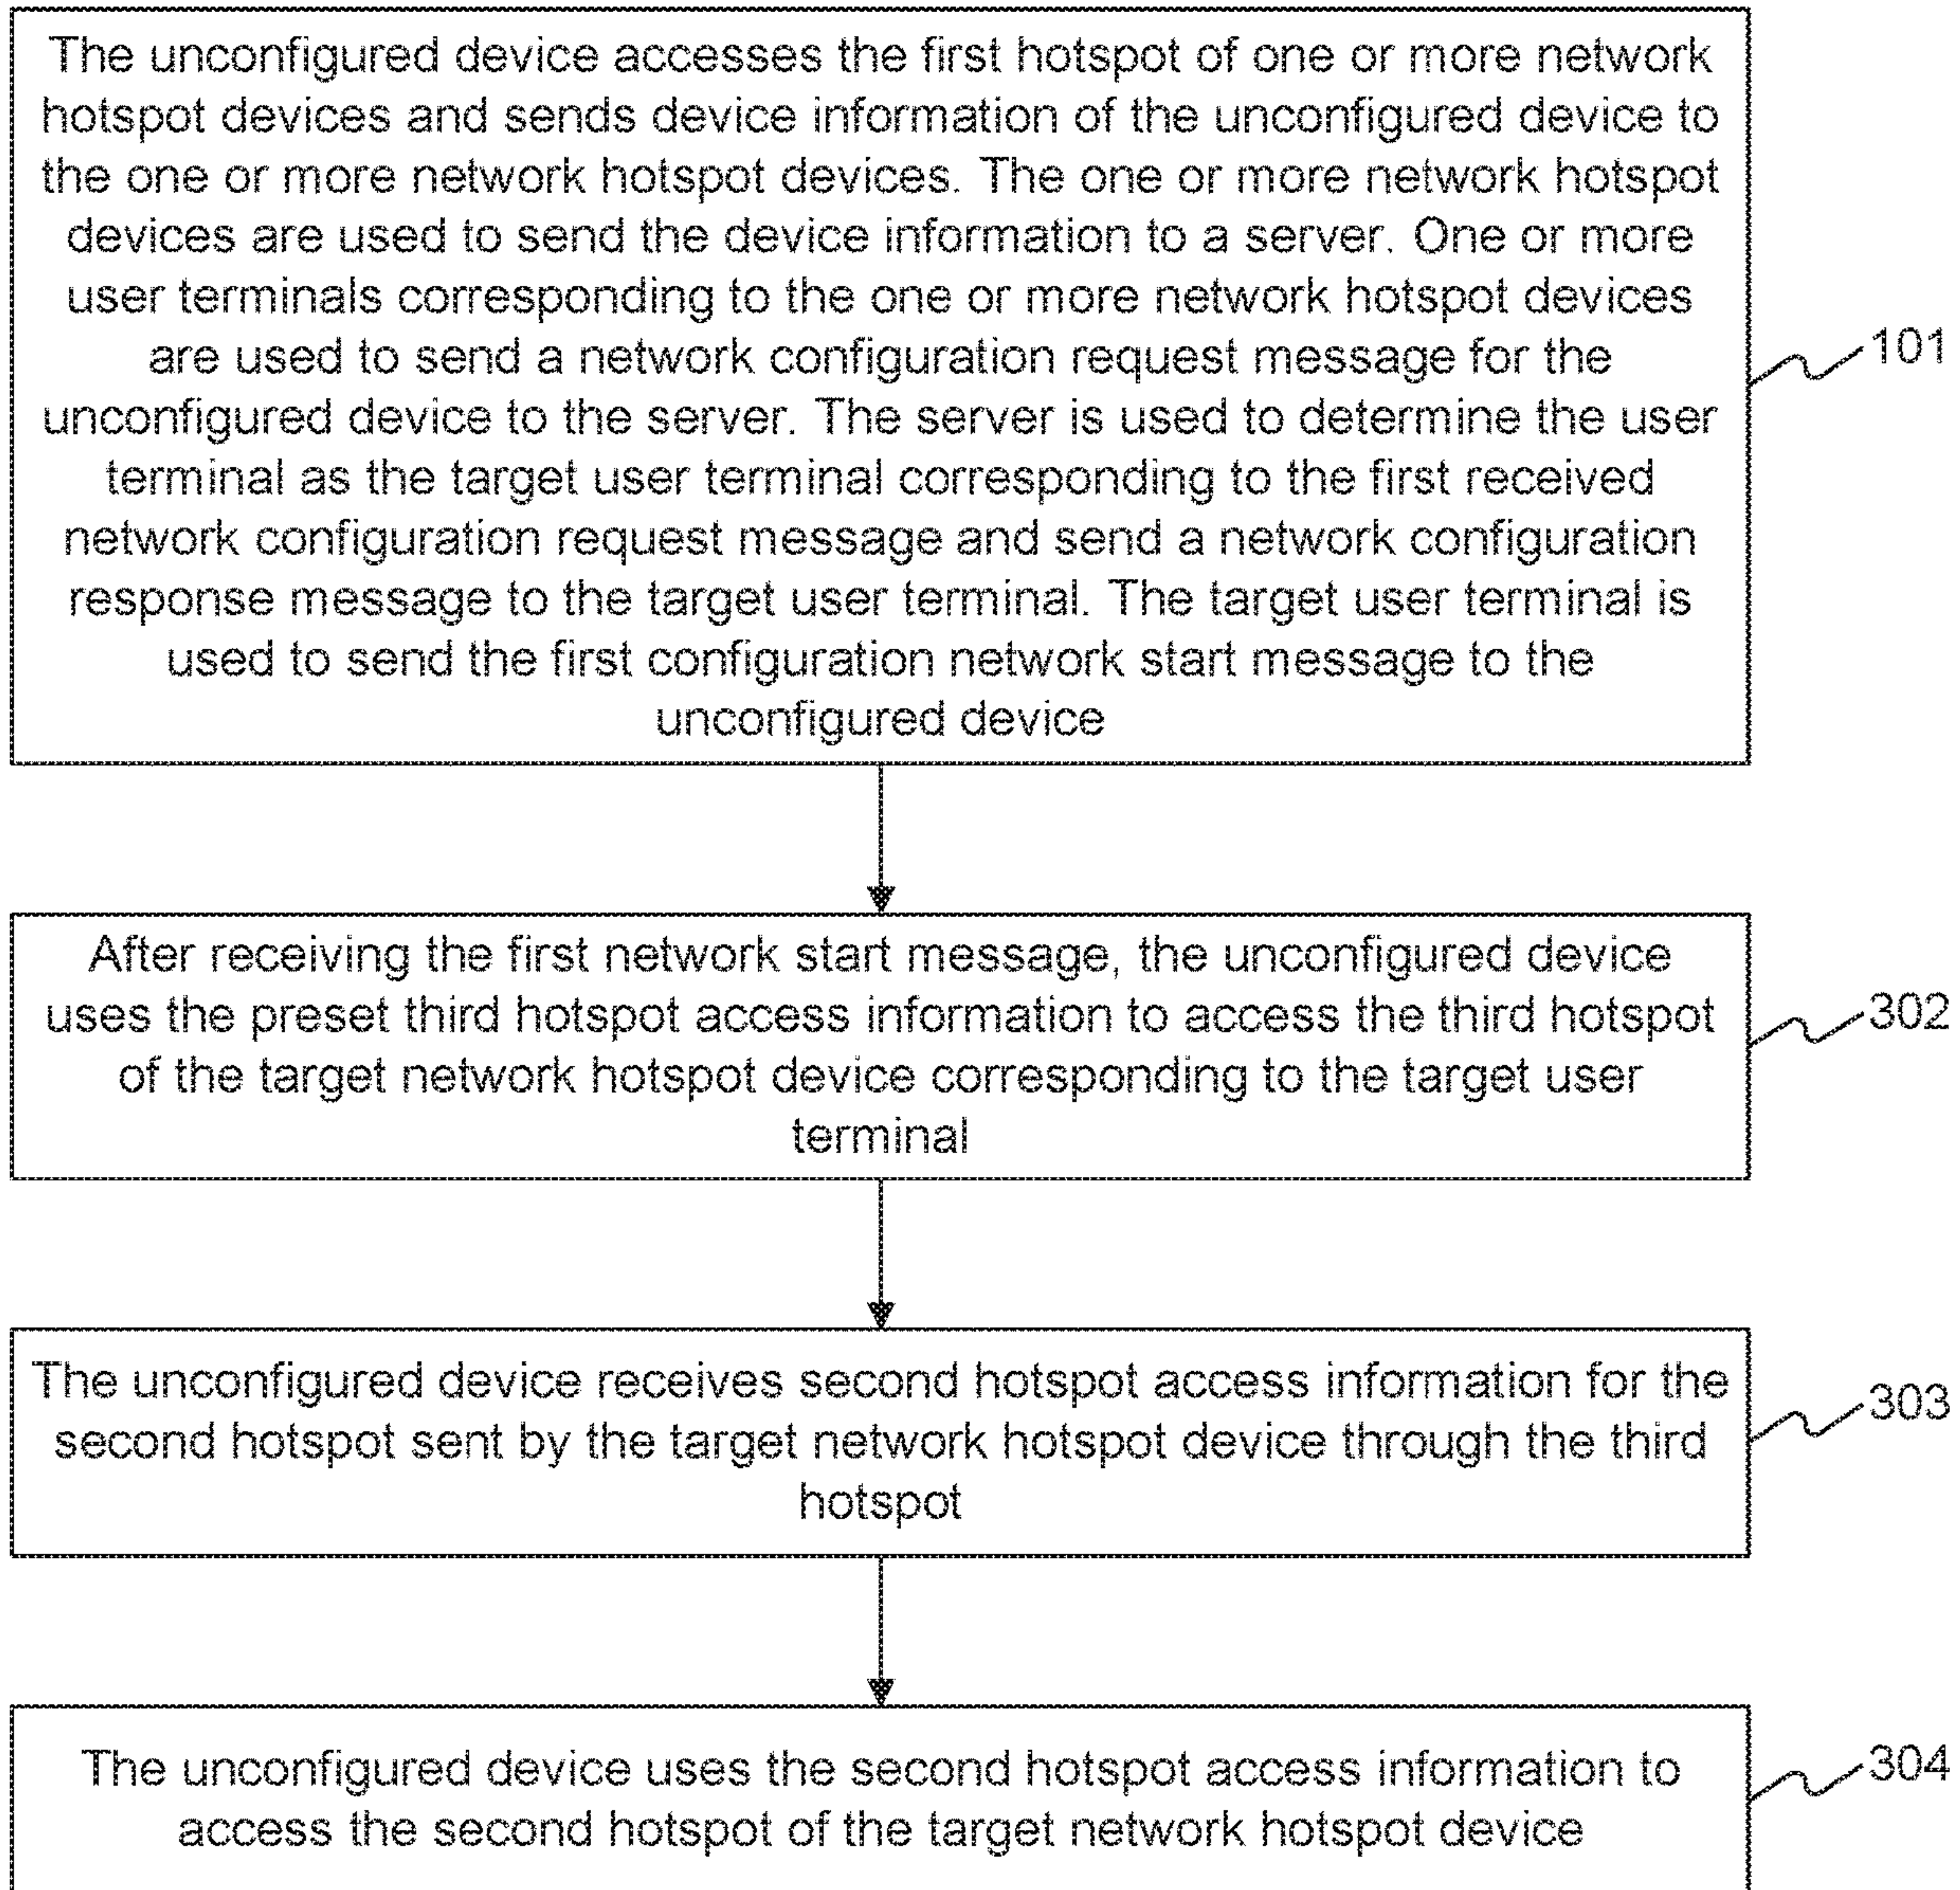 The unconfigured device accesses the first hotspot of one or more network
hotspot devices and sends device information of the unconfigured device to
the one or more network hotspot devices. The one or more network hotspot
devices are used to send the device information to a server. One or more
user terminals corresponding to the one or more network hotspot devices
are used to send a network configuration request message for the
unconfigured device to the server. The server is used to determine the user
terminal as the target user terminal corresponding to the first received
network configuration request message and send a network configuration
response message to the target user terminal. The target user terminal is
used to send the first configuration network start message to the
unconfigured device
101
After receiving the first network start message, the unconfigured device
uses the preset third hotspot access information to access the third hotspot
of the target network hotspot device corresponding to the target user
terminal
302
The unconfigured device receives second hotspot access information for the
second hotspot sent by the target network hotspot device through the third
hotspot
303
The unconfigured device uses the second hotspot access information to
access the second hotspot of the target network hotspot device
304